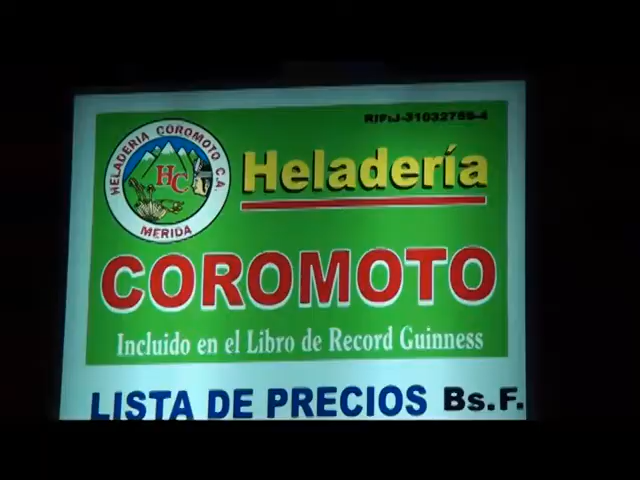 RIF:J-31032769-4
HELADERIA COROMOTO C.A.
HC
MERIDA
Heladería
COROMOTO
Incluido en el Libro de Record Guinness
LISTA DE PRECIOS Bs.F.